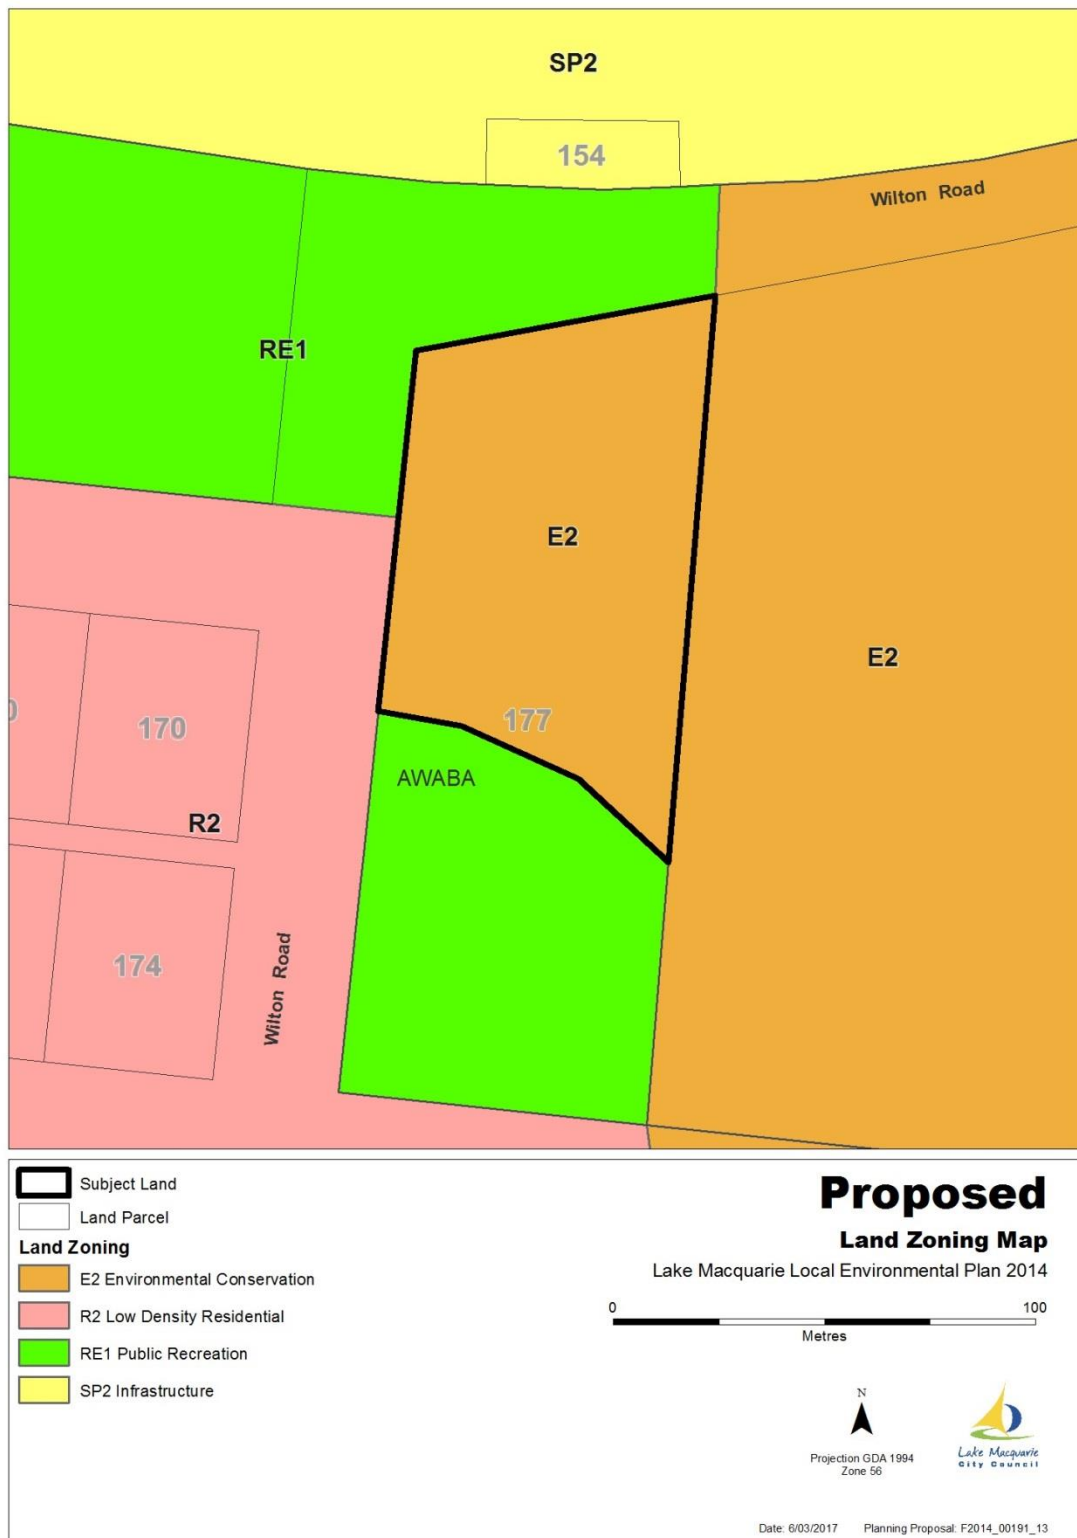 SP2
154
Wilton Road
RE1
E2
E2
177
170
AWABA
R2
174
Wilton Road
Subject Land
Land Parcel
Land Zoning
E2 Environmental Conservation
R2 Low Density Residential
RE1 Public Recreation
SP2 Infrastructure
Proposed
Land Zoning Map
Lake Macquarie Local Environmental Plan 2014
0 100
Metres
N
Projection GDA 1994
Zone 56
Lake Macquarie
City Council
Date: 6/03/2017 Planning Proposal: F2014_00191_13